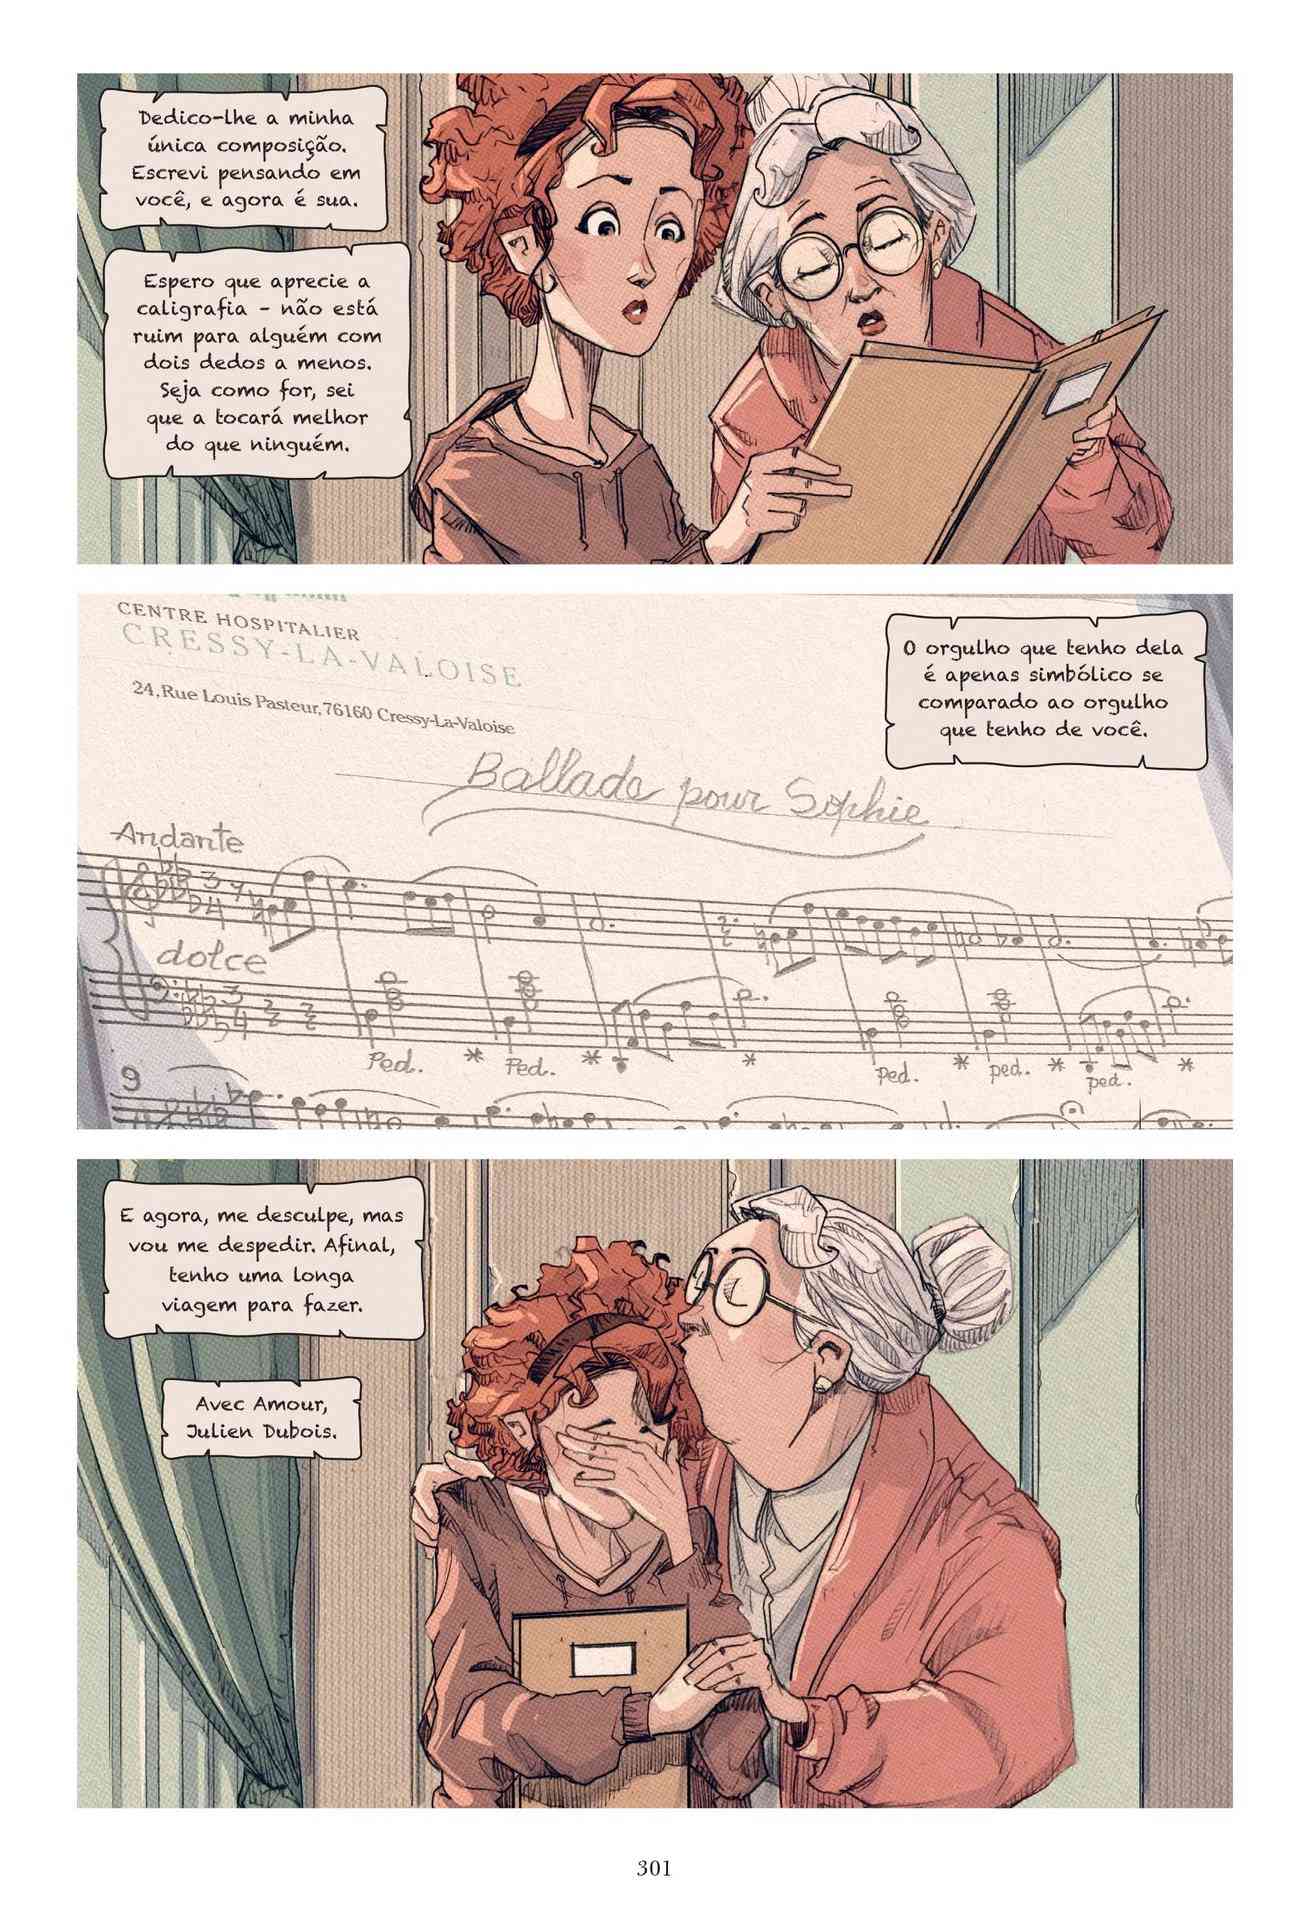 Dedico-lhe a minha
única composição.
Escrevi pensando em
você, e agora é sua.
Espero que aprecie a
caligrafia - não está
ruim para alguém com
dois dedos a menos.
Seja como for, sei
que a tocará melhor
do que ninguém.
CENTRE HOSPITALIER
CRESSY-LA-VALOISE
24, Rue Louis Pasteur, 76160 Cressy-La-Valoise
O orgulho que tenho dela
é apenas simbólico se
comparado ao orgulho
que tenho de você.
Ballade pour Sophie
Andante
3
4
dolce
3
4
Ped. * Ped. * * Ped. * ped. * ped. *
9
E agora, me desculpe, mas
vou me despedir. Afinal,
tenho uma longa
viagem para fazer.
Avec Amour,
Julien Dubois.
301